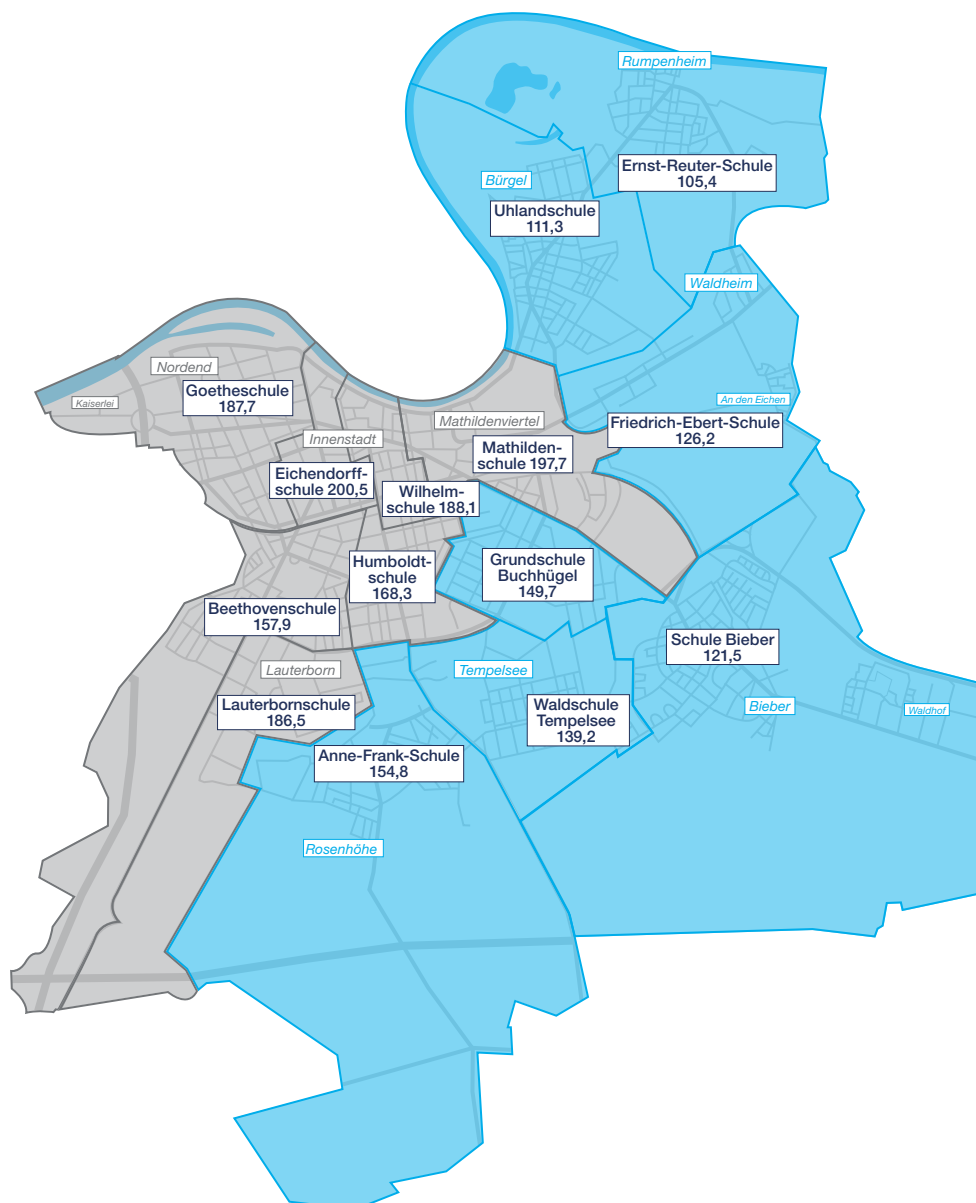 Rumpenheim
Ernst-Reuter-Schule
105,4
Bürgel
Uhlandschule
111,3
Waldheim
Nordend
Goetheschule
187,7
Kaiserlei
An den Eichen
Mathildenviertel
Friedrich-Ebert-Schule
126,2
Innenstadt
Mathilden-
schule 197,7
Eichendorff-
schule 200,5
Wilhelm-
schule 188,1
Humboldt-
schule
168,3
Grundschule
Buchhügel
149,7
Beethovenschule
157,9
Schule Bieber
121,5
Lauterborn
Tempelsee
Lauterbornschule
186,5
Waldschule
Tempelsee
139,2
Bieber
Waldhof
Anne-Frank-Schule
154,8
Rosenhöhe